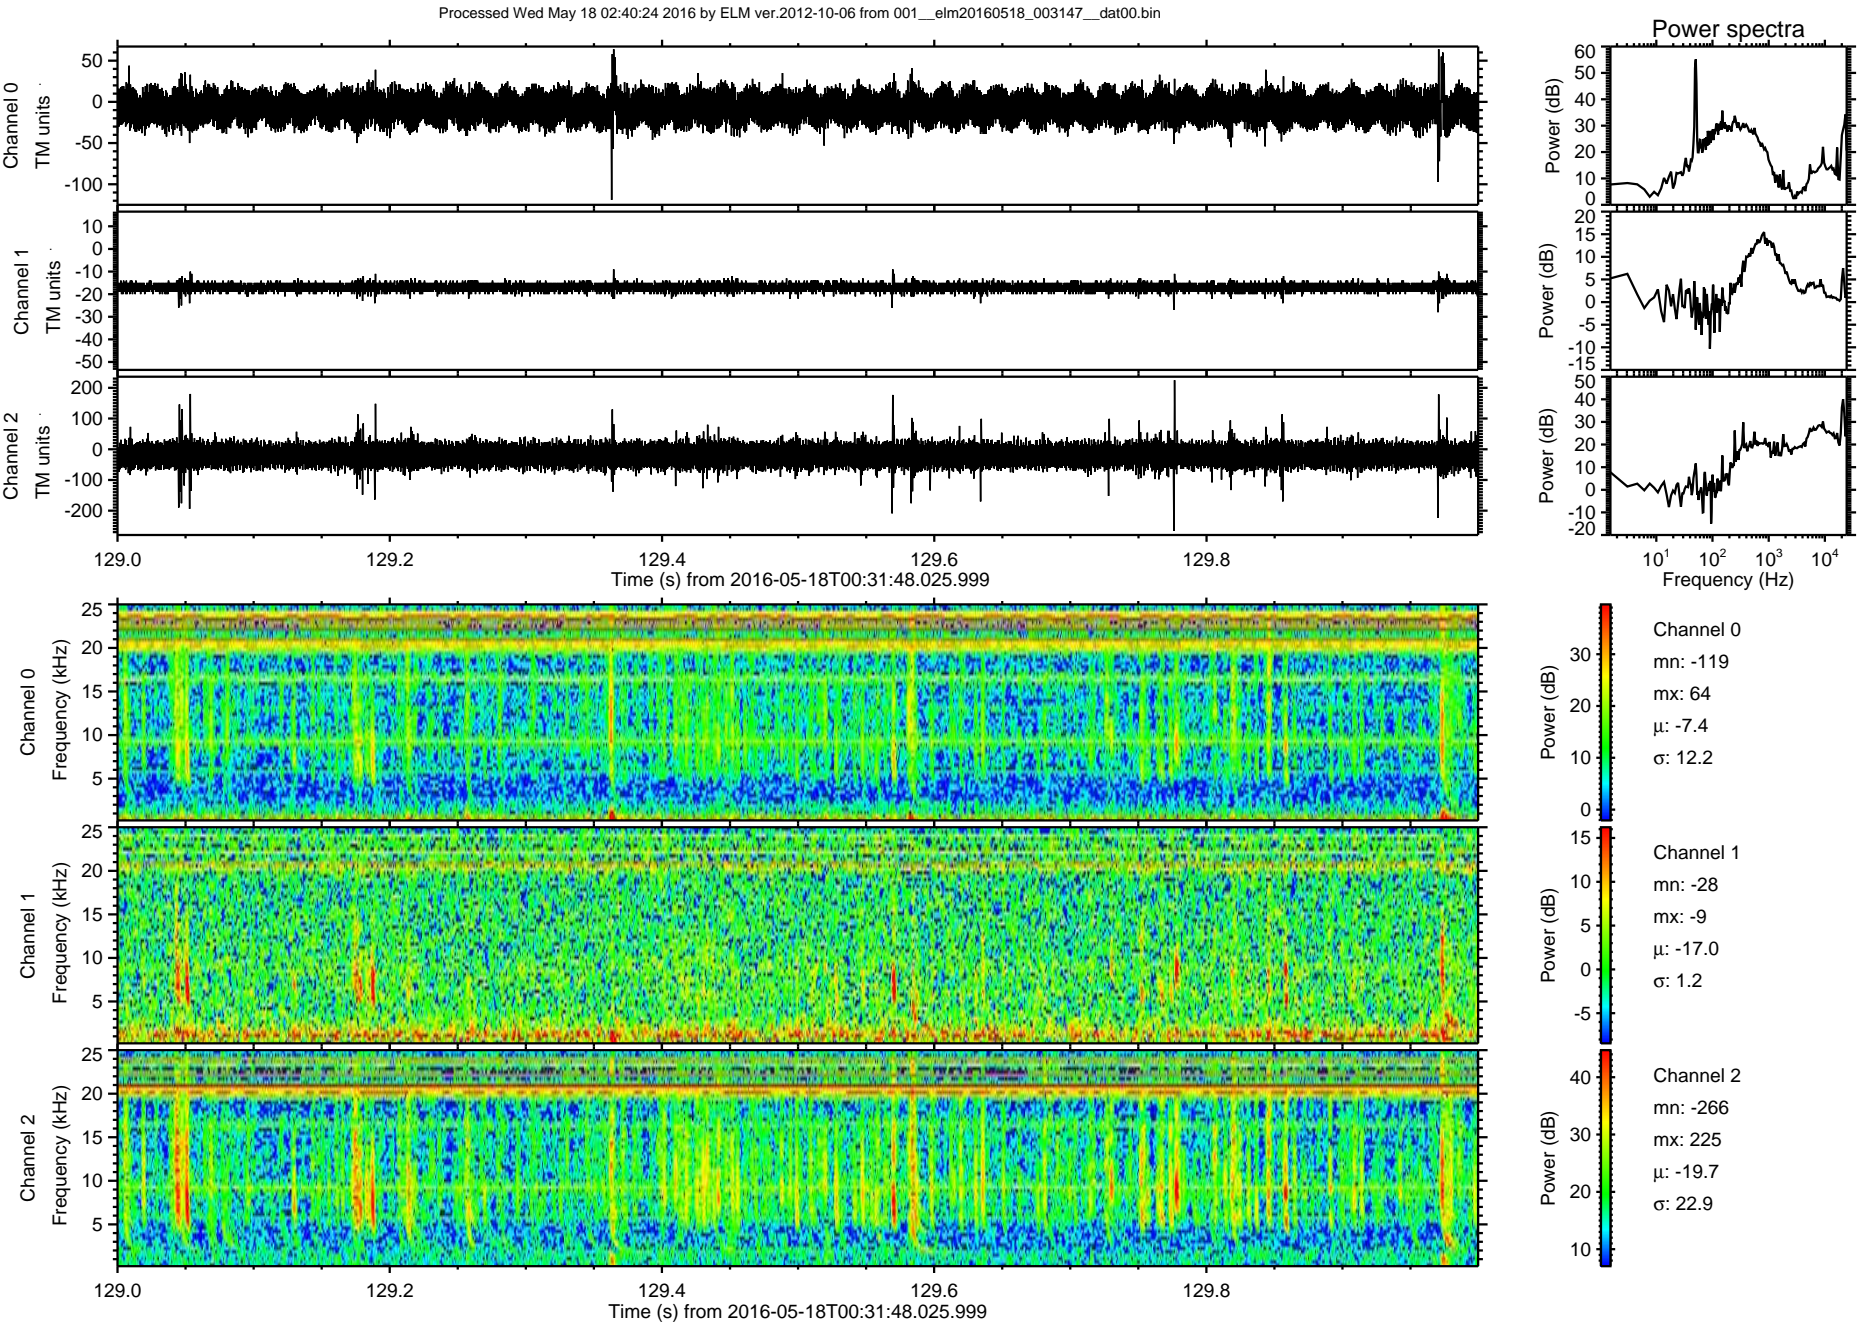 Processed Wed May 18 02:40:24 2016 by ELM ver.2012-10-06 from 001__elm20160518_003147__dat00.bin
Power spectra
Channel 0
TM units
50
0
-50
-100
Power (dB)
60
50
40
30
20
10
0
Channel 1
TM units
10
0
-10
-20
-30
-40
-50
Power (dB)
20
15
10
5
0
-5
-10
-15
Channel 2
TM units
200
100
0
-100
-200
Power (dB)
50
40
30
20
10
0
-10
-20
129.0 129.2 129.4 129.6 129.8
Time (s) from 2016-05-18T00:31:48.025.999
10¹ 10² 10³ 10⁴
Frequency (Hz)
Channel 0
Frequency (kHz)
25
20
15
10
5
Power (dB)
30
20
10
0
Channel 0
mn: -119
mx: 64
μ: -7.4
σ: 12.2
Channel 1
Frequency (kHz)
25
20
15
10
5
Power (dB)
15
10
5
0
-5
Channel 1
mn: -28
mx: -9
μ: -17.0
σ: 1.2
Channel 2
Frequency (kHz)
25
20
15
10
5
Power (dB)
40
30
20
10
Channel 2
mn: -266
mx: 225
μ: -19.7
σ: 22.9
129.0 129.2 129.4 129.6 129.8
Time (s) from 2016-05-18T00:31:48.025.999